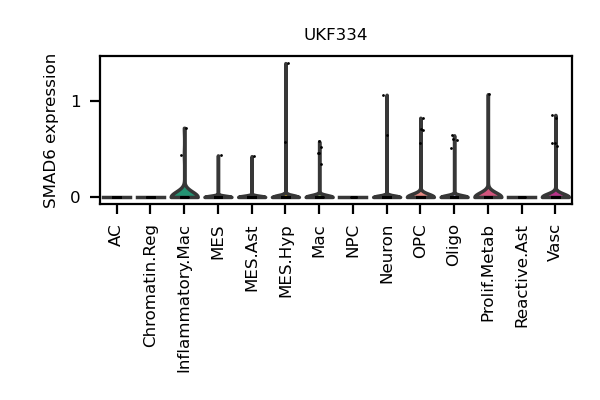 UKF334
SMAD6 expression
1
0
AC
Chromatin.Reg
Inflammatory.Mac
MES
MES.Ast
MES.Hyp
Mac
NPC
Neuron
OPC
Oligo
Prolif.Metab
Reactive.Ast
Vasc